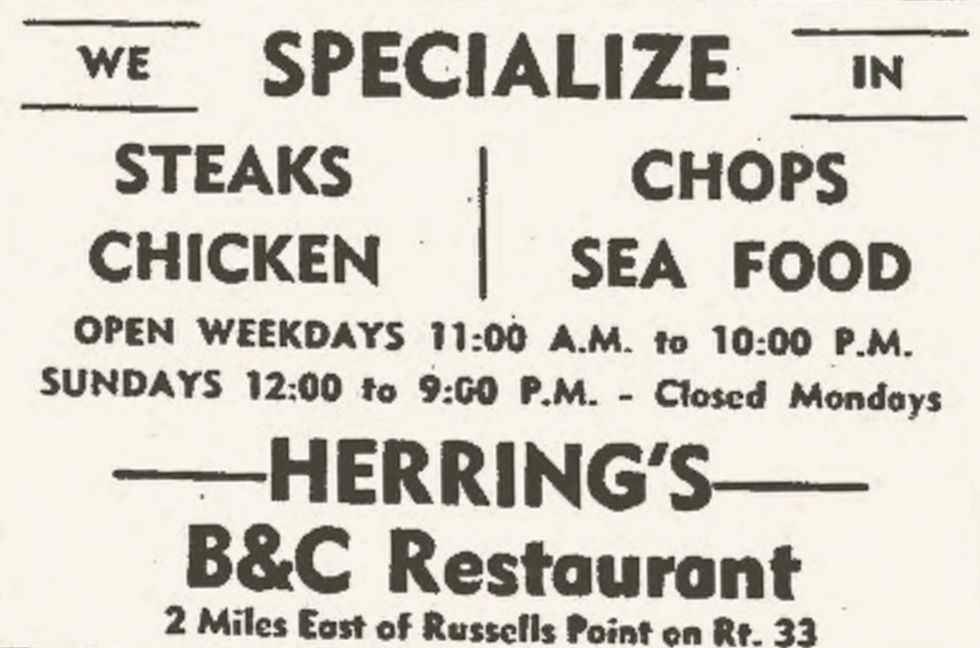 WE SPECIALIZE IN
STEAKS CHOPS
CHICKEN SEA FOOD
OPEN WEEKDAYS 11:00 A.M. to 10:00 P.M.
SUNDAYS 12:00 to 9:00 P.M. - Closed Mondays
HERRING'S
B&C Restaurant
2 Miles East of Russells Point on Rt. 33